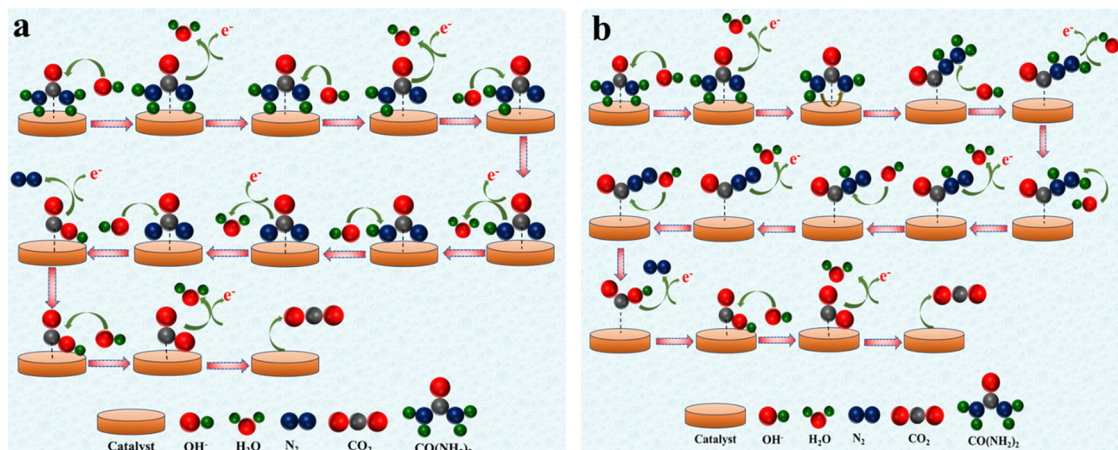 a
e⁻
e⁻
e⁻
e⁻
e⁻
e⁻
Catalyst OH⁻ H₂O N₂ CO₂ CO(NH₂)₂
b
e⁻
e⁻
e⁻
e⁻
e⁻
e⁻
Catalyst OH⁻ H₂O N₂ CO₂ CO(NH₂)₂